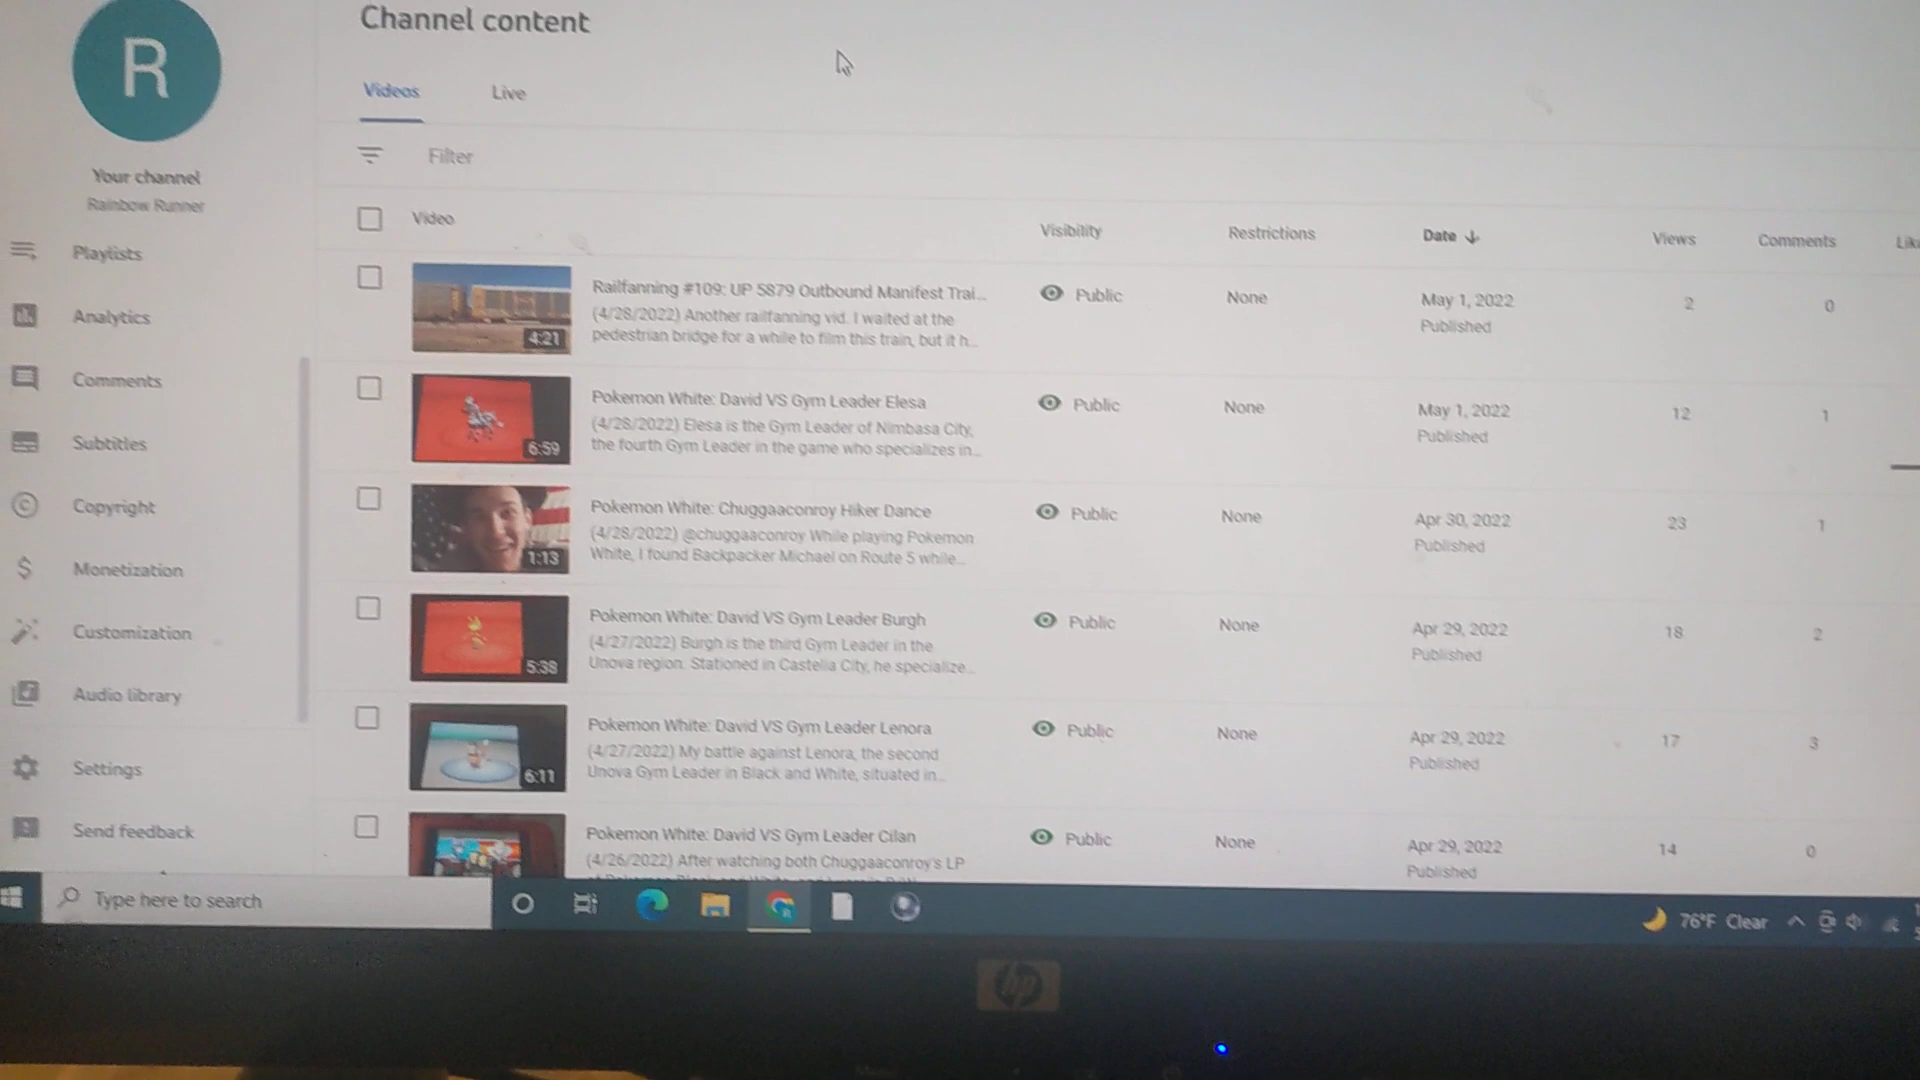 Channel content
R
Videos
Live
Your channel
Rainbow Runner
Filter
Video
Visibility
Restrictions
Date
Views
Comments
Playlists
Analytics
Comments
Subtitles
Copyright
Monetization
Customization
Audio library
Settings
Send feedback
4:21
Railfanning #109: UP 5879 Outbound Manifest Trai...
(4/28/2022) Another railfanning vid. I waited at the
pedestrian bridge for a while to film this train, but it h...
Public
None
May 1, 2022
Published
2
0
6:59
Pokemon White: David VS Gym Leader Elesa
(4/28/2022) Elesa is the Gym Leader of Nimbasa City,
the fourth Gym Leader in the game who specializes in...
Public
None
May 1, 2022
Published
12
1
1:13
Pokemon White: Chuggaaconroy Hiker Dance
(4/28/2022) @chuggaaconroy While playing Pokemon
White, I found Backpacker Michael on Route 5 while...
Public
None
Apr 30, 2022
Published
23
1
5:38
Pokemon White: David VS Gym Leader Burgh
(4/27/2022) Burgh is the third Gym Leader in the
Unova region. Stationed in Castelia City, he specialize...
Public
None
Apr 29, 2022
Published
18
2
6:11
Pokemon White: David VS Gym Leader Lenora
(4/27/2022) My battle against Lenora, the second
Unova Gym Leader in Black and White, situated in...
Public
None
Apr 29, 2022
Published
17
3
Pokemon White: David VS Gym Leader Cilan
(4/26/2022) After watching both Chuggaaconroy's LP
Public
None
Apr 29, 2022
Published
14
0
Type here to search
76°F Clear
hp